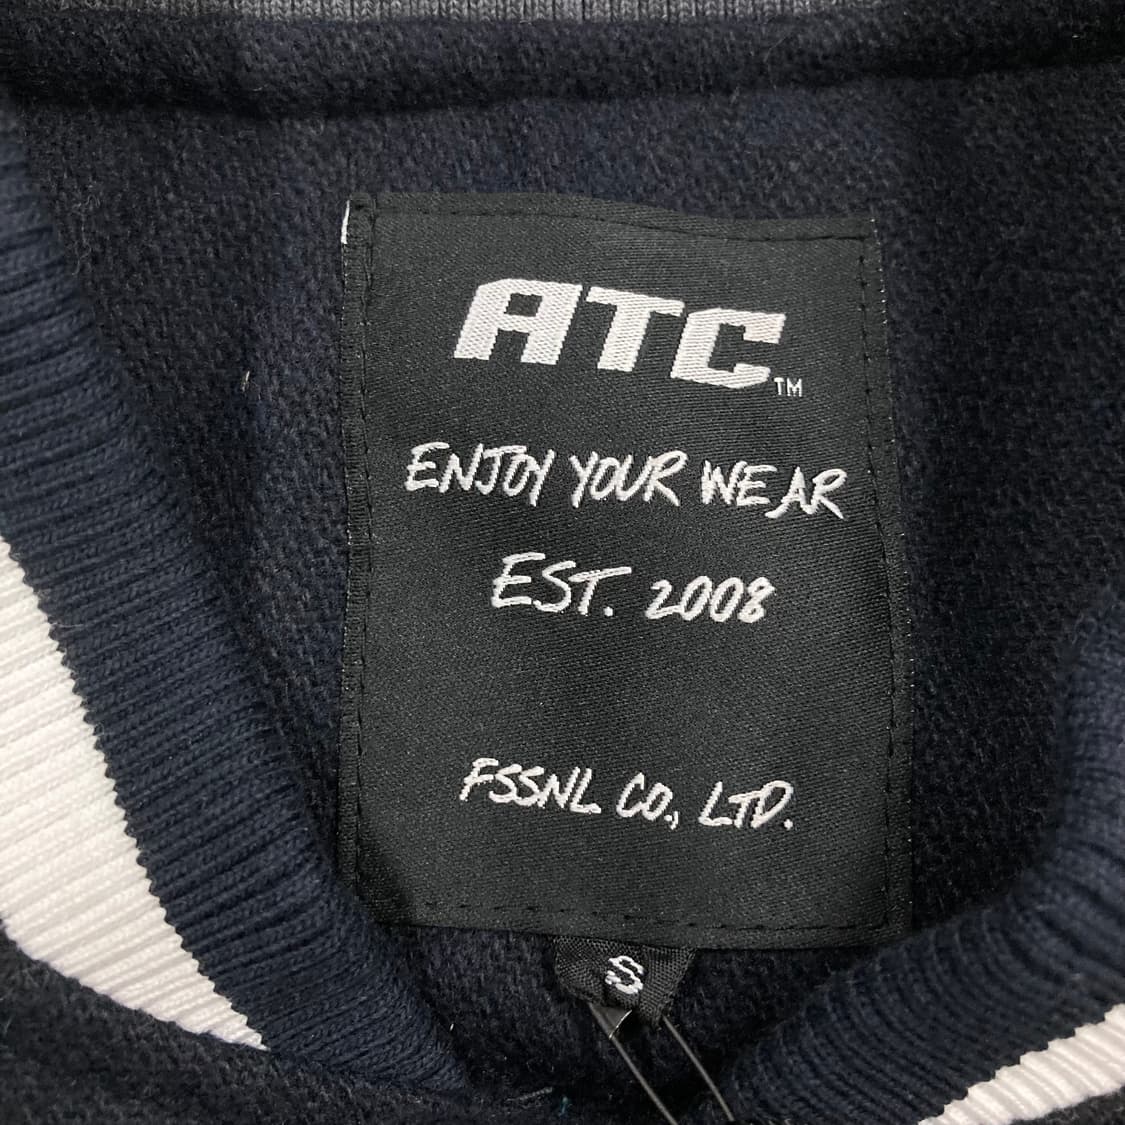 ATC™
ENJOY YOUR WEAR
EST. 2008
FSSNL CO., LTD.
S